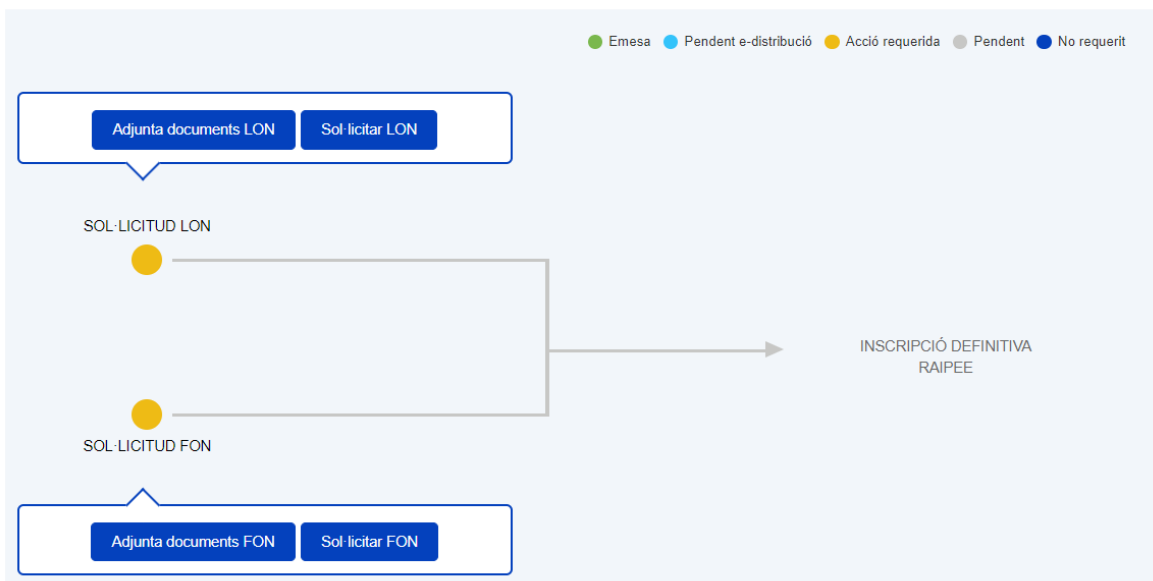 Emesa Pendent e-distribució Acció requerida Pendent No requerit
Adjunta documents LON Sol·licitar LON
SOL·LICITUD LON
INSCRIPCIÓ DEFINITIVA
RAIPEE
SOL·LICITUD FON
Adjunta documents FON Sol·licitar FON